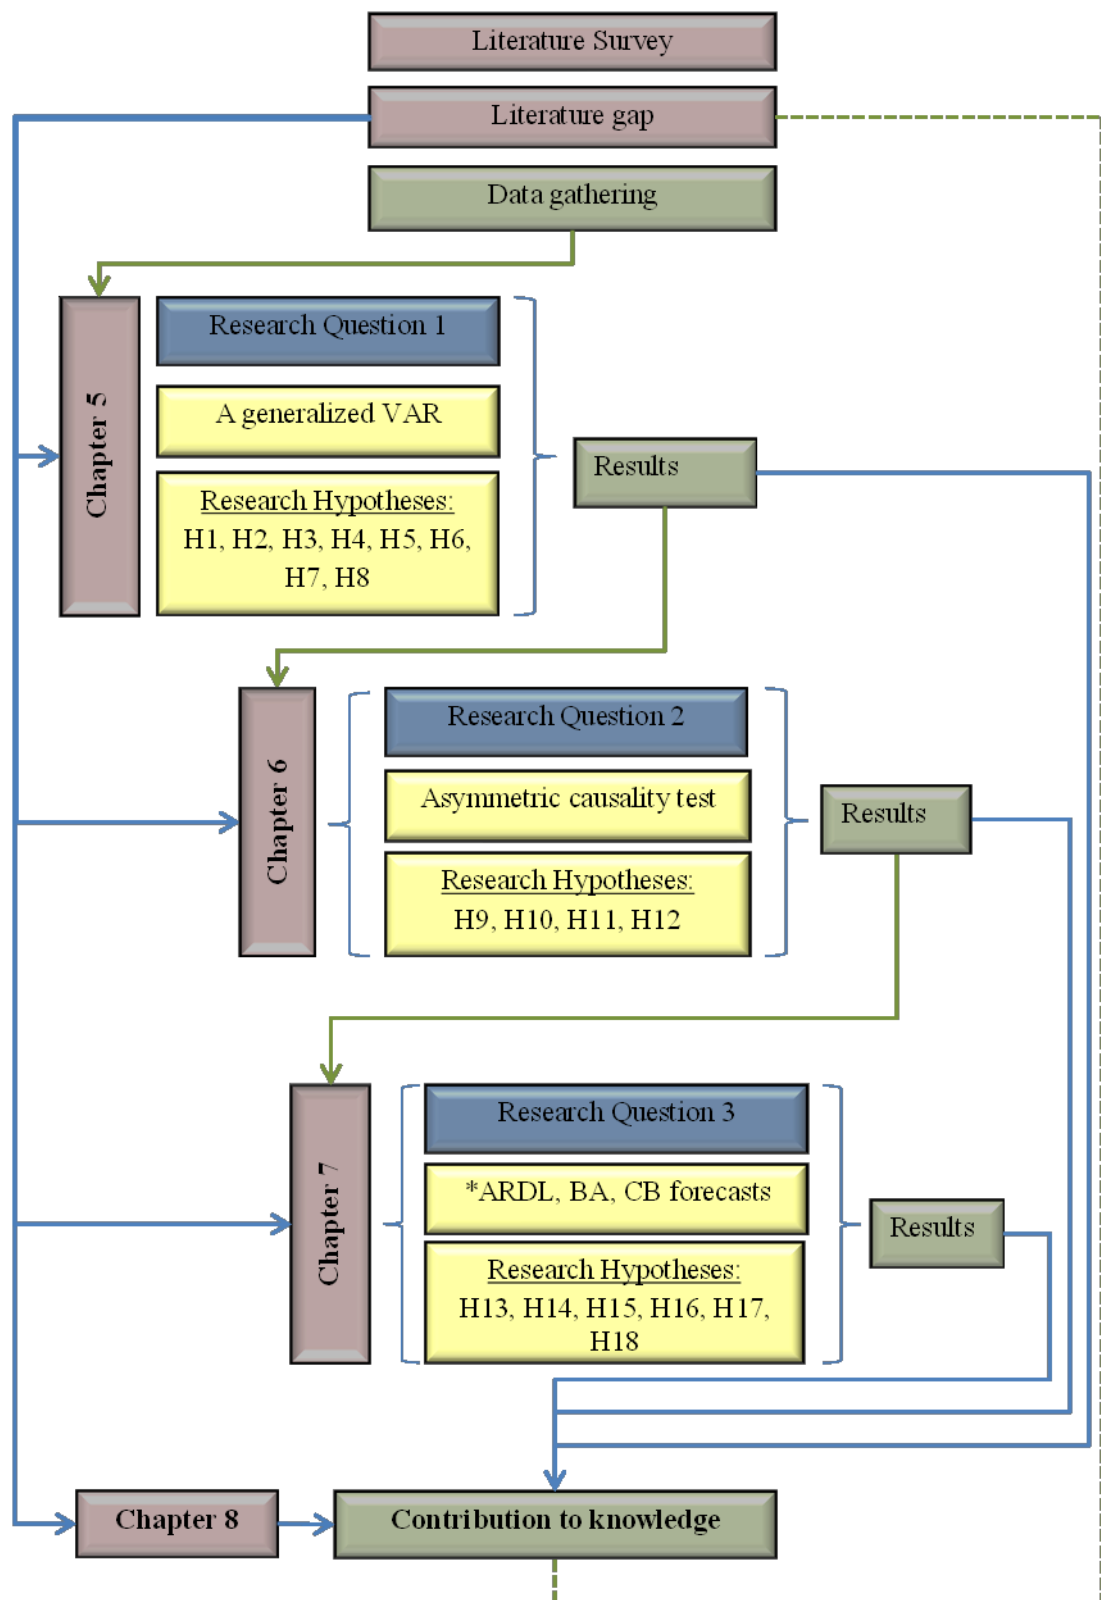 Literature Survey
Literature gap
Data gathering
Chapter 5
Research Question 1
A generalized VAR
Research Hypotheses:
H1, H2, H3, H4, H5, H6,
H7, H8
Results
Chapter 6
Research Question 2
Asymmetric causality test
Research Hypotheses:
H9, H10, H11, H12
Results
Chapter 7
Research Question 3
*ARDL, BA, CB forecasts
Research Hypotheses:
H13, H14, H15, H16, H17,
H18
Results
Chapter 8
Contribution to knowledge